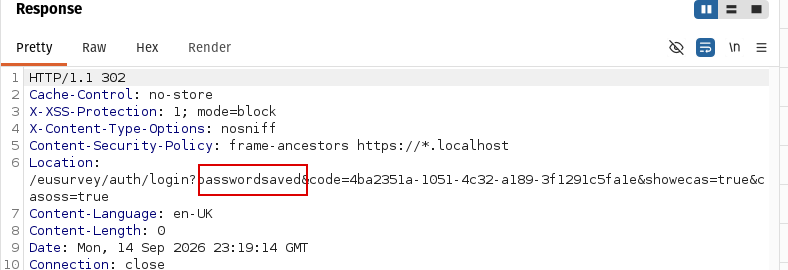 Response
Pretty Raw Hex Render \n
1 HTTP/1.1 302
2 Cache-Control: no-store
3 X-XSS-Protection: 1; mode=block
4 X-Content-Type-Options: nosniff
5 Content-Security-Policy: frame-ancestors https://*.localhost
6 Location:
/eusurvey/auth/login?passwordsaved&code=4ba2351a-1051-4c32-a189-3f1291c5fa1e&showecas=true&c
asoss=true
7 Content-Language: en-UK
8 Content-Length: 0
9 Date: Mon, 14 Sep 2026 23:19:14 GMT
10 Connection: close